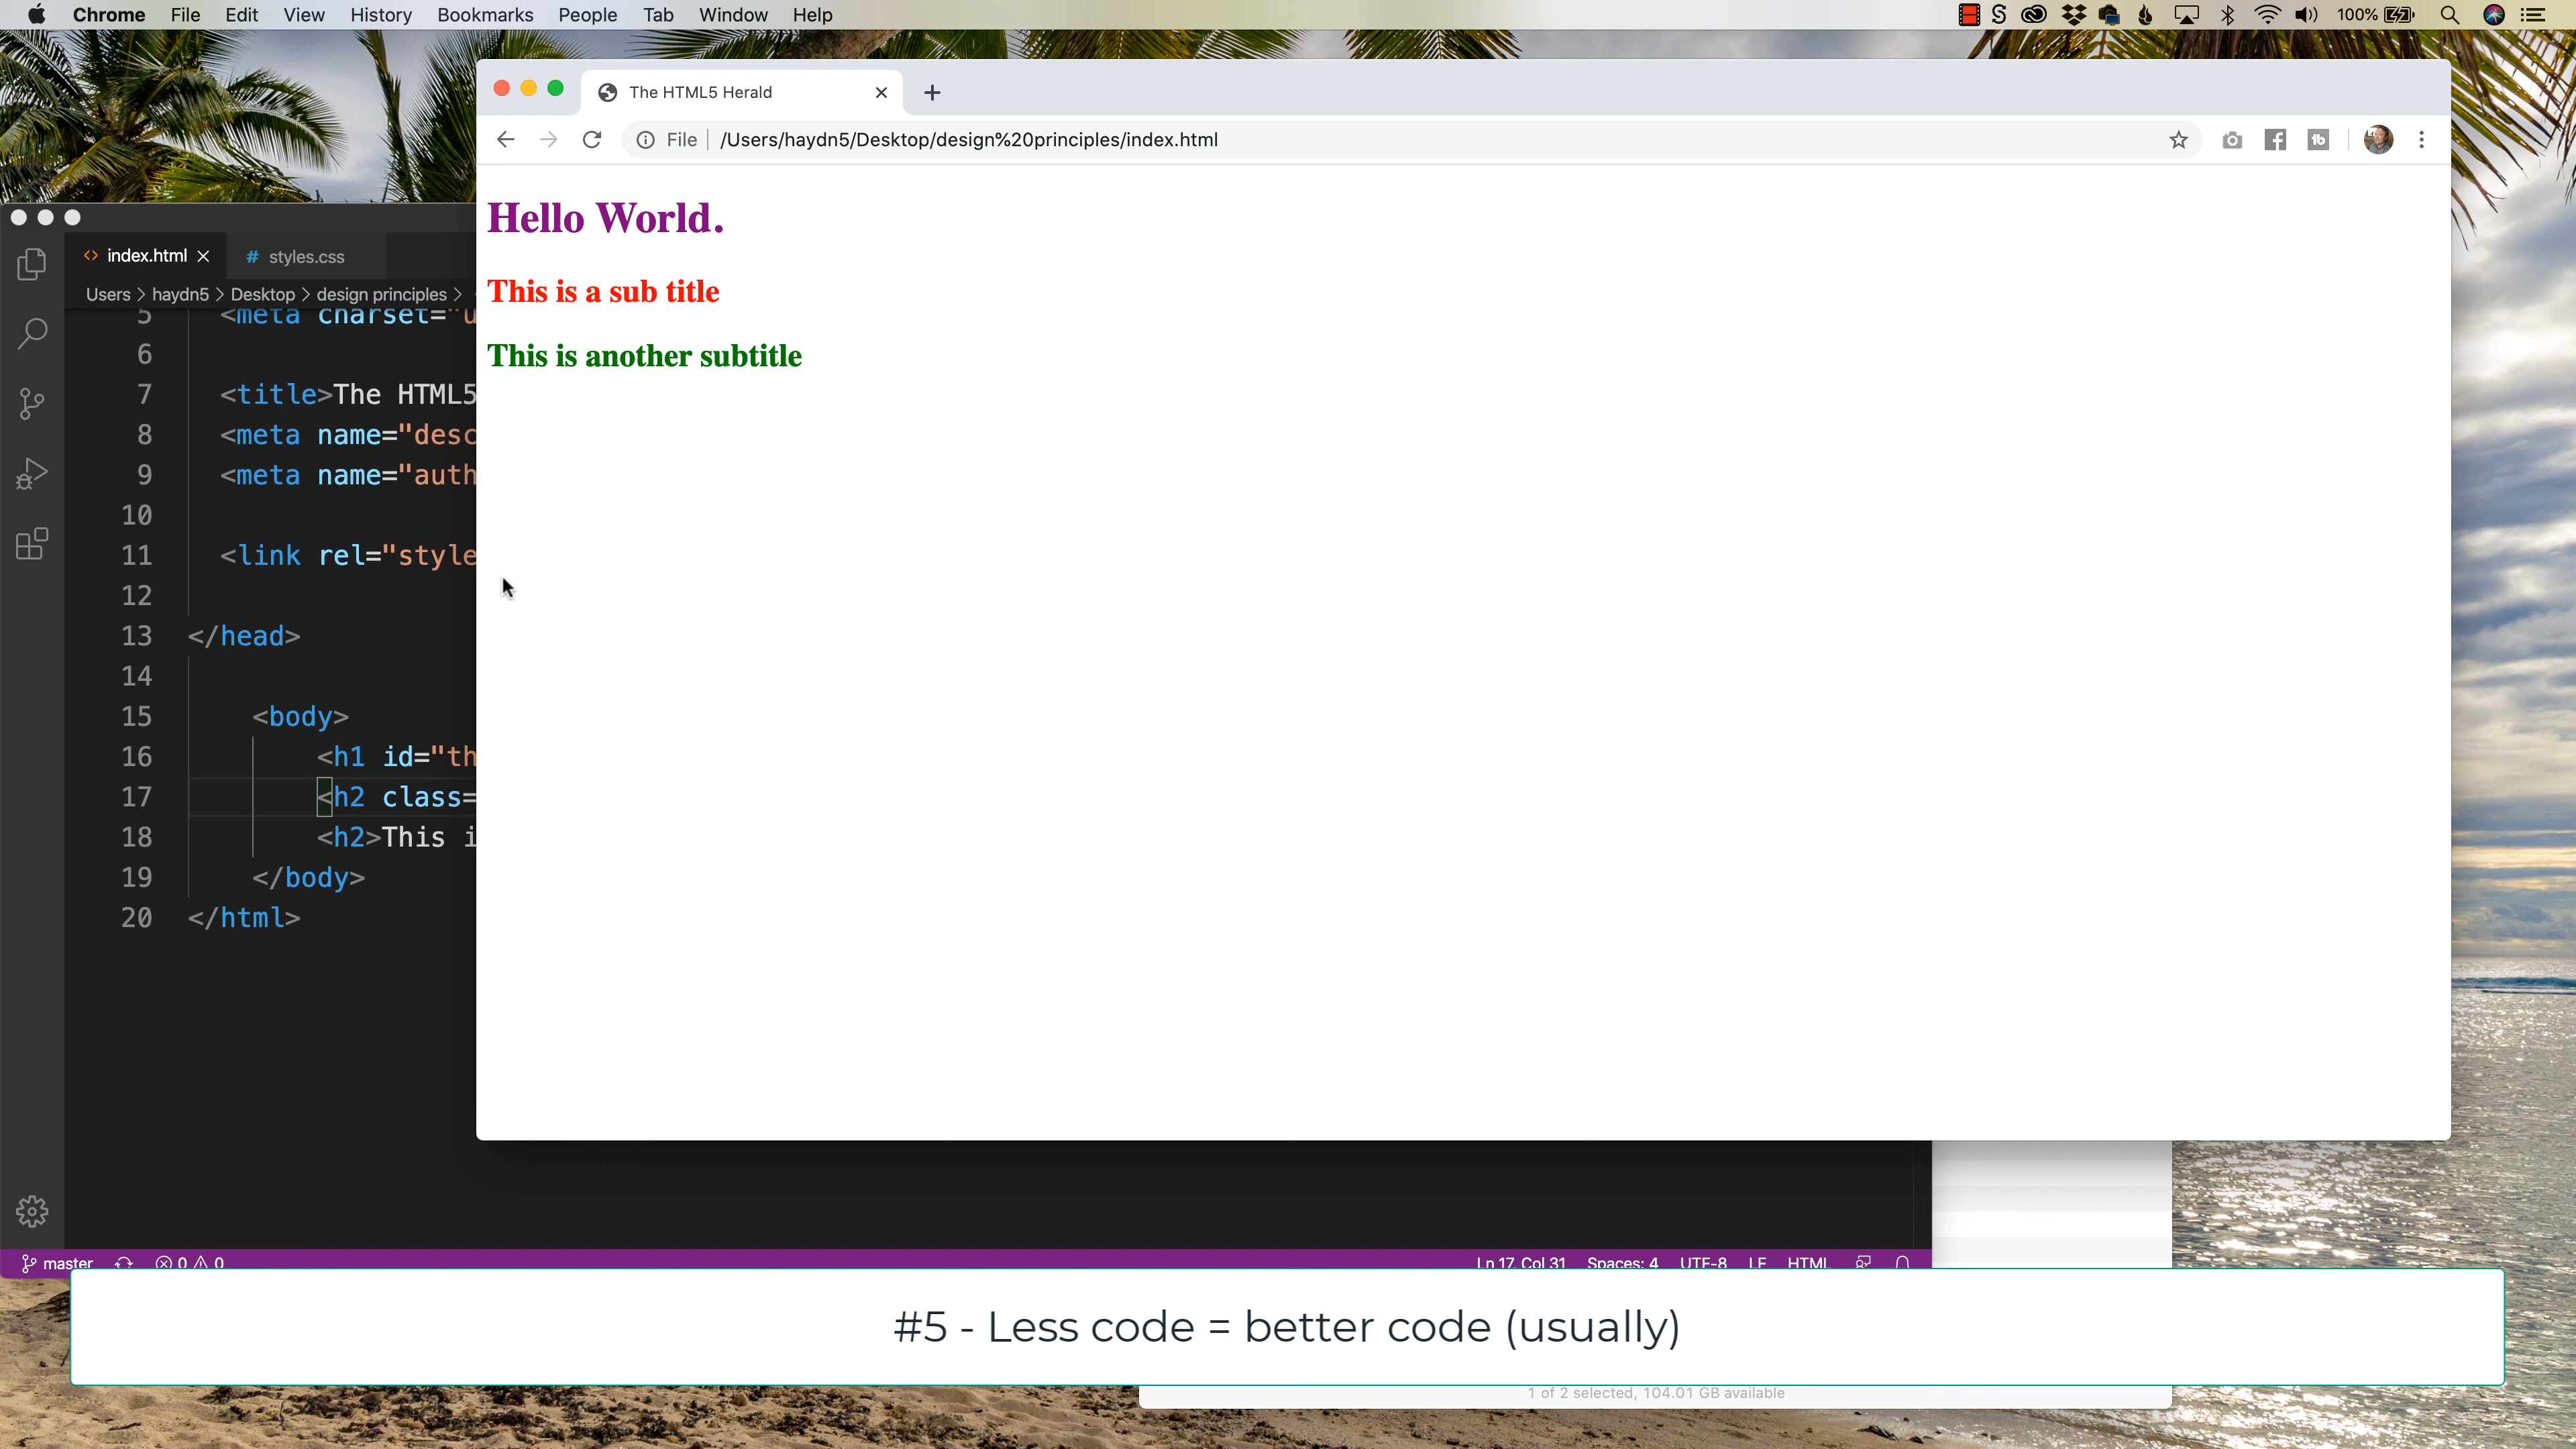 Chrome File Edit View History Bookmarks People Tab Window Help
100%
The HTML5 Herald
File /Users/haydn5/Desktop/design%20principles/index.html
Hello World.
This is a sub title
This is another subtitle
index.html
# styles.css
Users > haydn5 > Desktop > design principles >
5 <meta charset="u
6
7 <title>The HTML5
8 <meta name="desc
9 <meta name="auth
10
11 <link rel="style
12
13 </head>
14
15 <body>
16 <h1 id="th
17 <h2 class=
18 <h2>This i
19 </body>
20 </html>
master 0 0
Ln 17, Col 31 Spaces: 4 UTF-8 LF HTML
#5 - Less code = better code (usually)
1 of 2 selected, 104.01 GB available